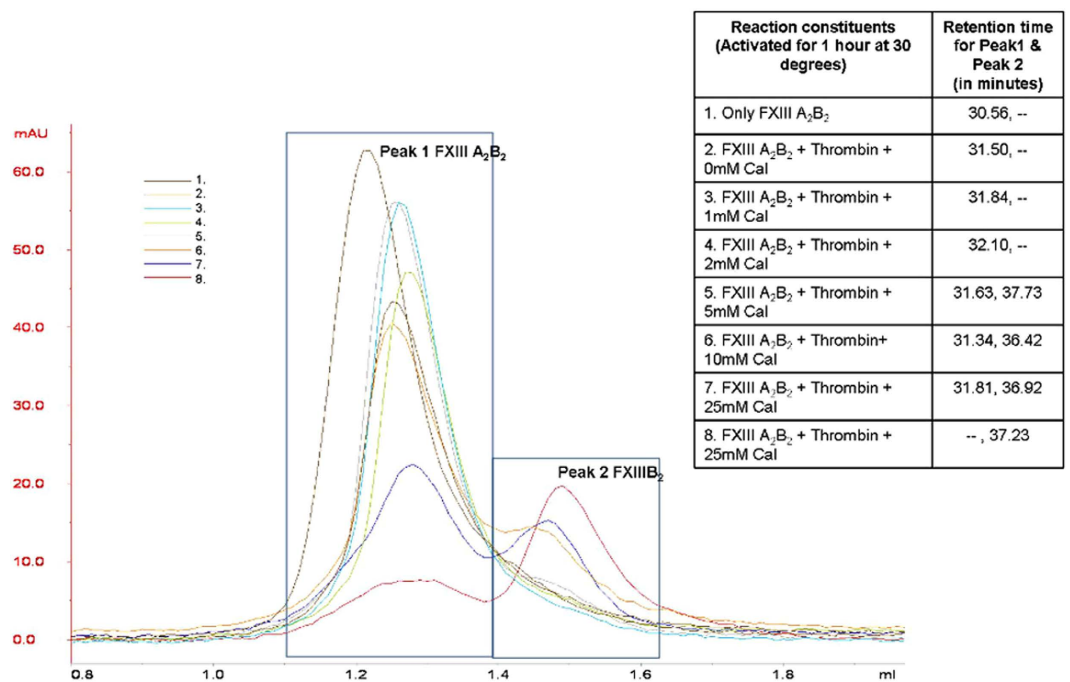 Reaction constituents
(Activated for 1 hour at 30
degrees)
Retention time
for Peak1 &
Peak 2
(in minutes)
1. Only FXIII A₂B₂
30.56, --
2. FXIII A₂B₂ + Thrombin +
0mM Cal
31.50, --
3. FXIII A₂B₂ + Thrombin +
1mM Cal
31.84, --
4. FXIII A₂B₂ + Thrombin +
2mM Cal
32.10, --
5. FXIII A₂B₂ + Thrombin +
5mM Cal
31.63, 37.73
6. FXIII A₂B₂ + Thrombin+
10mM Cal
31.34, 36.42
7. FXIII A₂B₂ + Thrombin +
25mM Cal
31.81, 36.92
8. FXIII A₂B₂ + Thrombin +
25mM Cal
-- , 37.23
mAU
60.0
50.0
40.0
30.0
20.0
10.0
0.0
1.
2.
3.
4.
5.
6.
7.
8.
Peak 1 FXIII A₂B₂
Peak 2 FXIIIB₂
0.8
1.0
1.2
1.4
1.6
1.8
ml